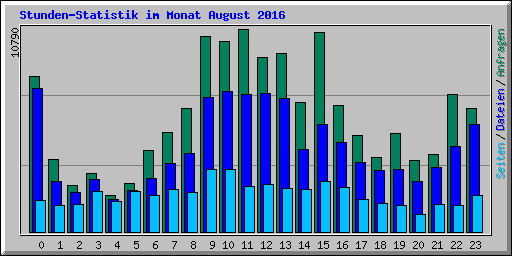 Stunden-Statistik im Monat August 2016
10790
Seiten / Dateien / Anfragen
0 1 2 3 4 5 6 7 8 9 10 11 12 13 14 15 16 17 18 19 20 21 22 23